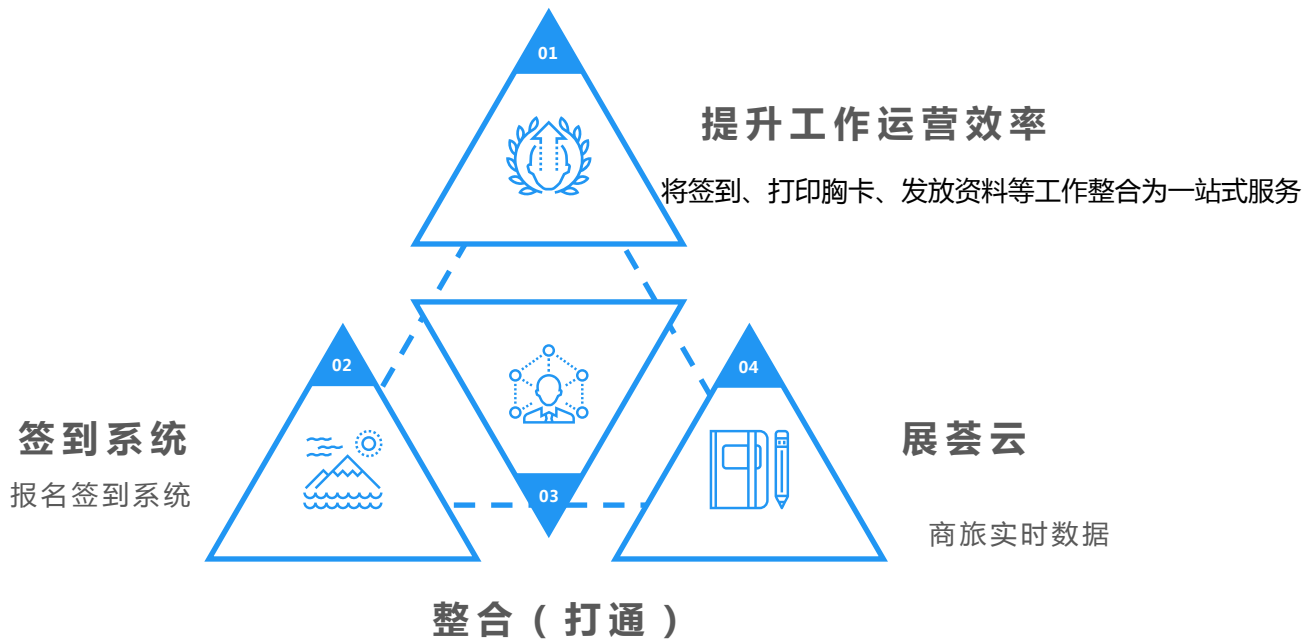 01
提升工作运营效率
将签到、打印胸卡、发放资料等工作整合为一站式服务
02
签到系统
报名签到系统
03
整合（打通）
04
展荟云
商旅实时数据